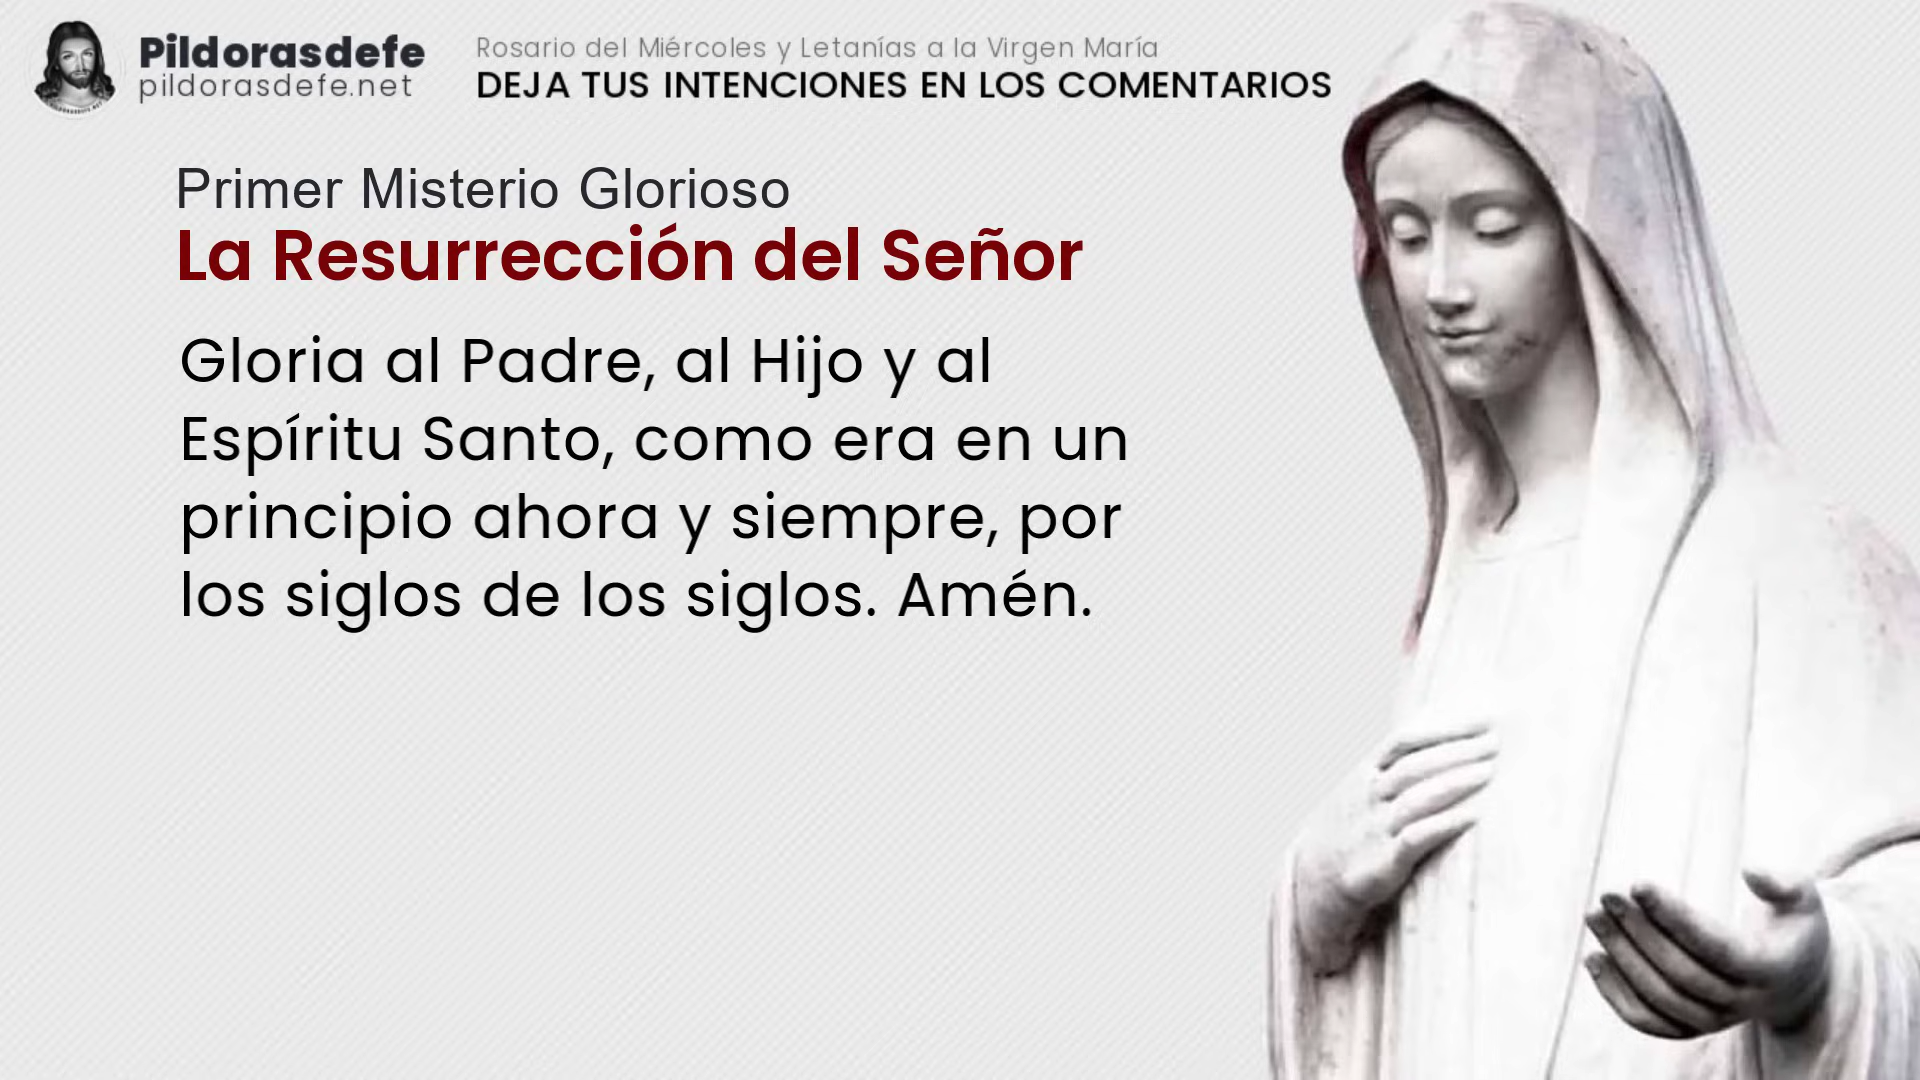 Pildorasdefe
pildorasdefe.net
Rosario del Miércoles y Letanías a la Virgen María
DEJA TUS INTENCIONES EN LOS COMENTARIOS
Primer Misterio Glorioso
La Resurrección del Señor
Gloria al Padre, al Hijo y al
Espíritu Santo, como era en un
principio ahora y siempre, por
los siglos de los siglos. Amén.